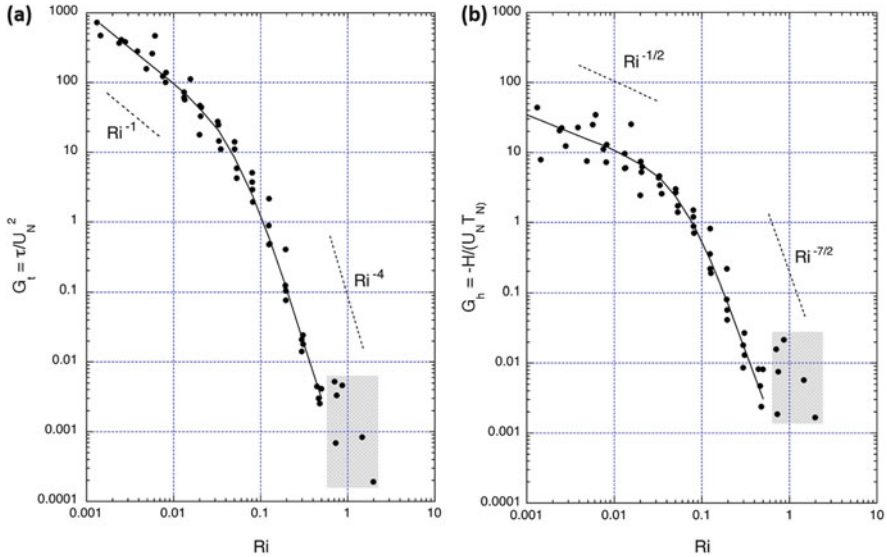 (a)
1000
100
10
1
0.1
0.01
0.001
0.0001
G_t = τ/U_N^2
Ri^-1
Ri^-4
0.001 0.01 0.1 1 10
Ri
(b)
1000
100
10
1
0.1
0.01
0.001
0.0001
G_h = -H/(U_N T_N)
Ri^-1/2
Ri^-7/2
0.001 0.01 0.1 1 10
Ri